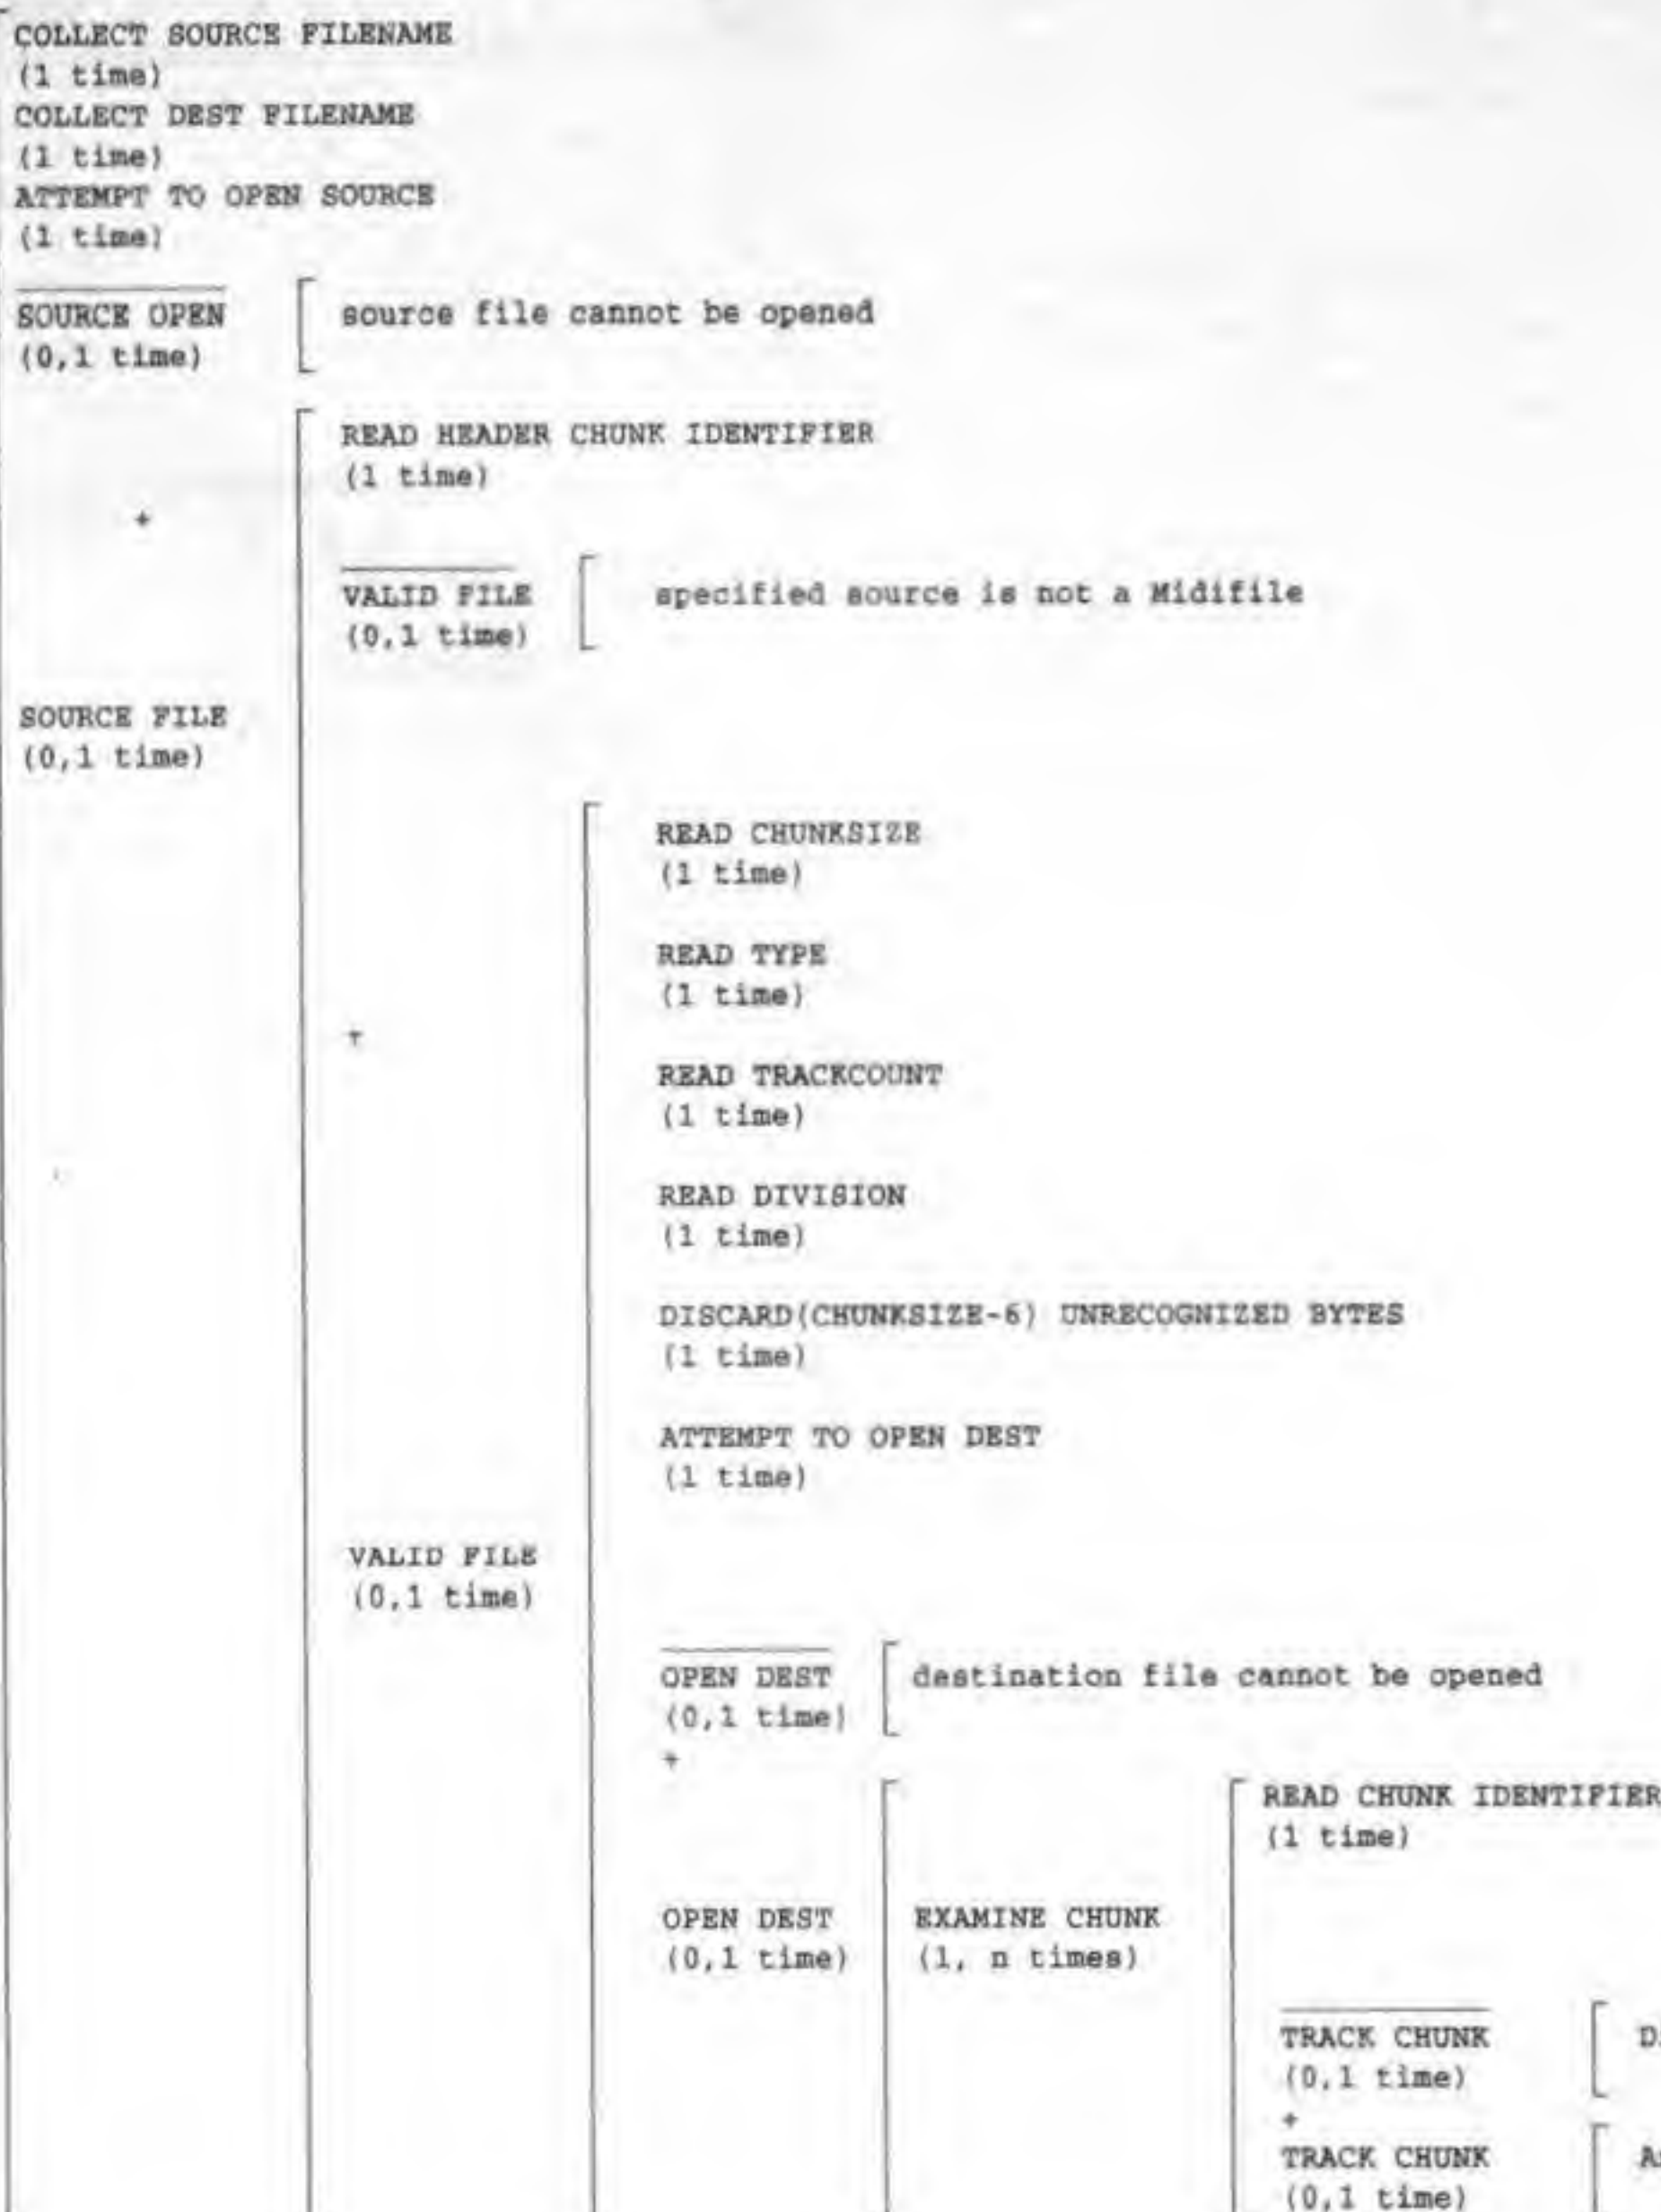 COLLECT SOURCE FILENAME
(1 time)
COLLECT DEST FILENAME
(1 time)
ATTEMPT TO OPEN SOURCE
(1 time)
SOURCE OPEN
(0,1 time)
source file cannot be opened
+
READ HEADER CHUNK IDENTIFIER
(1 time)
VALID FILE
(0,1 time)
specified source is not a Midifile
SOURCE FILE
(0,1 time)
+
READ CHUNKSIZE
(1 time)
READ TYPE
(1 time)
READ TRACKCOUNT
(1 time)
READ DIVISION
(1 time)
DISCARD(CHUNKSIZE-6) UNRECOGNIZED BYTES
(1 time)
ATTEMPT TO OPEN DEST
(1 time)
VALID FILE
(0,1 time)
OPEN DEST
(0,1 time)
destination file cannot be opened
+
OPEN DEST
(0,1 time)
EXAMINE CHUNK
(1, n times)
READ CHUNK IDENTIFIER
(1 time)
TRACK CHUNK
(0,1 time)
+
TRACK CHUNK
(0,1 time)